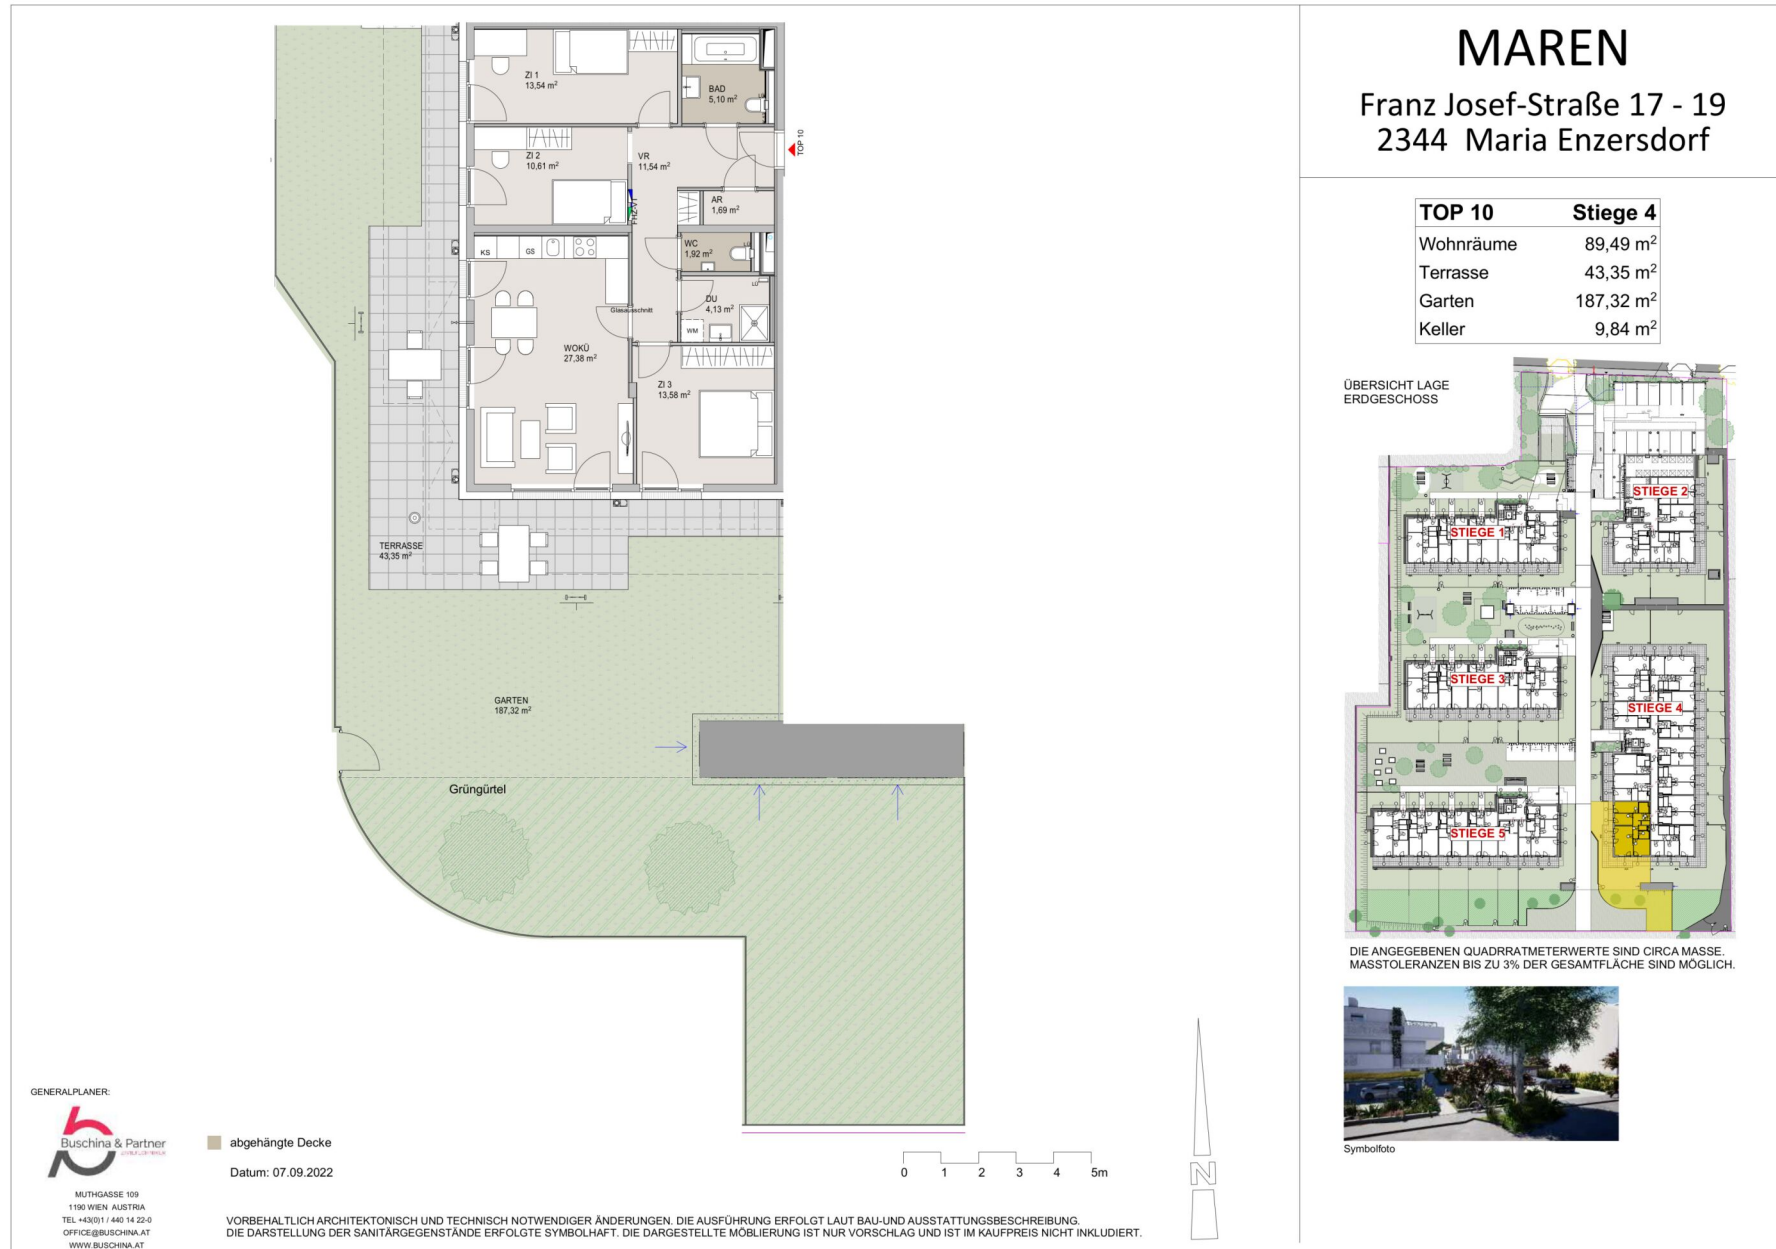 MAREN
Franz Josef-Straße 17 - 19
2344 Maria Enzersdorf
TOP 10 Stiege 4
Wohnräume 89,49 m²
Terrasse 43,35 m²
Garten 187,32 m²
Keller 9,84 m²
ÜBERSICHT LAGE
ERDGESCHOSS
STIEGE 2
STIEGE 1
STIEGE 3
STIEGE 4
STIEGE 5
DIE ANGEGEBENEN QUADRRATMETERWERTE SIND CIRCA MASSE.
MASSTOLERANZEN BIS ZU 3% DER GESAMTFLÄCHE SIND MÖGLICH.
Symbolfoto
ZI 1
13,54 m²
BAD
5,10 m²
TOP 10
ZI 2
10,61 m²
VR
11,54 m²
AR
1,69 m²
KS
GS
WC
1,92 m²
DU
4,13 m²
WM
Glasausschnitt
WOKÜ
27,38 m²
ZI 3
13,58 m²
TERRASSE
43,35 m²
GARTEN
187,32 m²
Grüngürtel
GENERALPLANER:
Buschina & Partner
MUTHGASSE 109
1190 WIEN AUSTRIA
TEL +43(0)1 / 440 14 22-0
OFFICE@BUSCHINA.AT
WWW.BUSCHINA.AT
abgehängte Decke
Datum: 07.09.2022
0 1 2 3 4 5m
N
VORBEHALTLICH ARCHITEKTONISCH UND TECHNISCH NOTWENDIGER ÄNDERUNGEN. DIE AUSFÜHRUNG ERFOLGT LAUT BAU-UND AUSSTATTUNGSBESCHREIBUNG.
DIE DARSTELLUNG DER SANITÄRGEGENSTÄNDE ERFOLGTE SYMBOLHAFT. DIE DARGESTELLTE MÖBLIERUNG IST NUR VORSCHLAG UND IST IM KAUFPREIS NICHT INKLUDIERT.